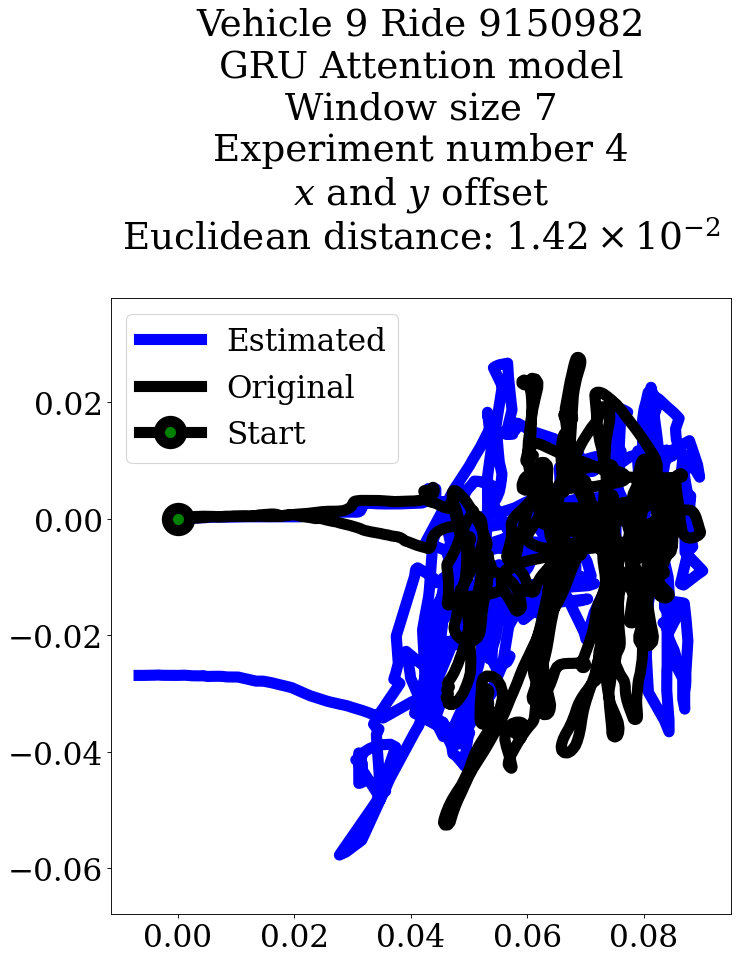 Vehicle 9 Ride 9150982
GRU Attention model
Window size 7
Experiment number 4
x and y offset
Euclidean distance: 1.42 × 10⁻²
Estimated
Original
Start
0.02
0.00
−0.02
−0.04
−0.06
0.00 0.02 0.04 0.06 0.08